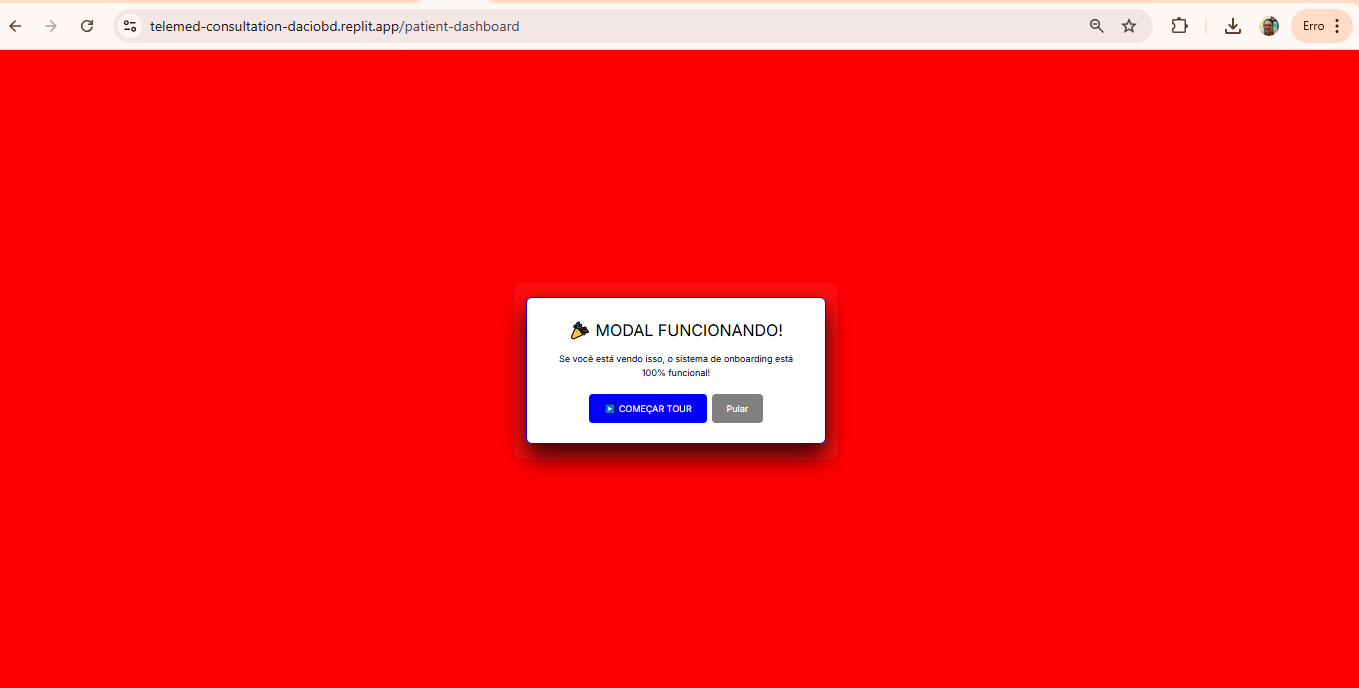 telemed-consultation-daciobd.replit.app/patient-dashboard
Erro
MODAL FUNCIONANDO!
Se você está vendo isso, o sistema de onboarding está
100% funcional!
COMEÇAR TOUR
Pular